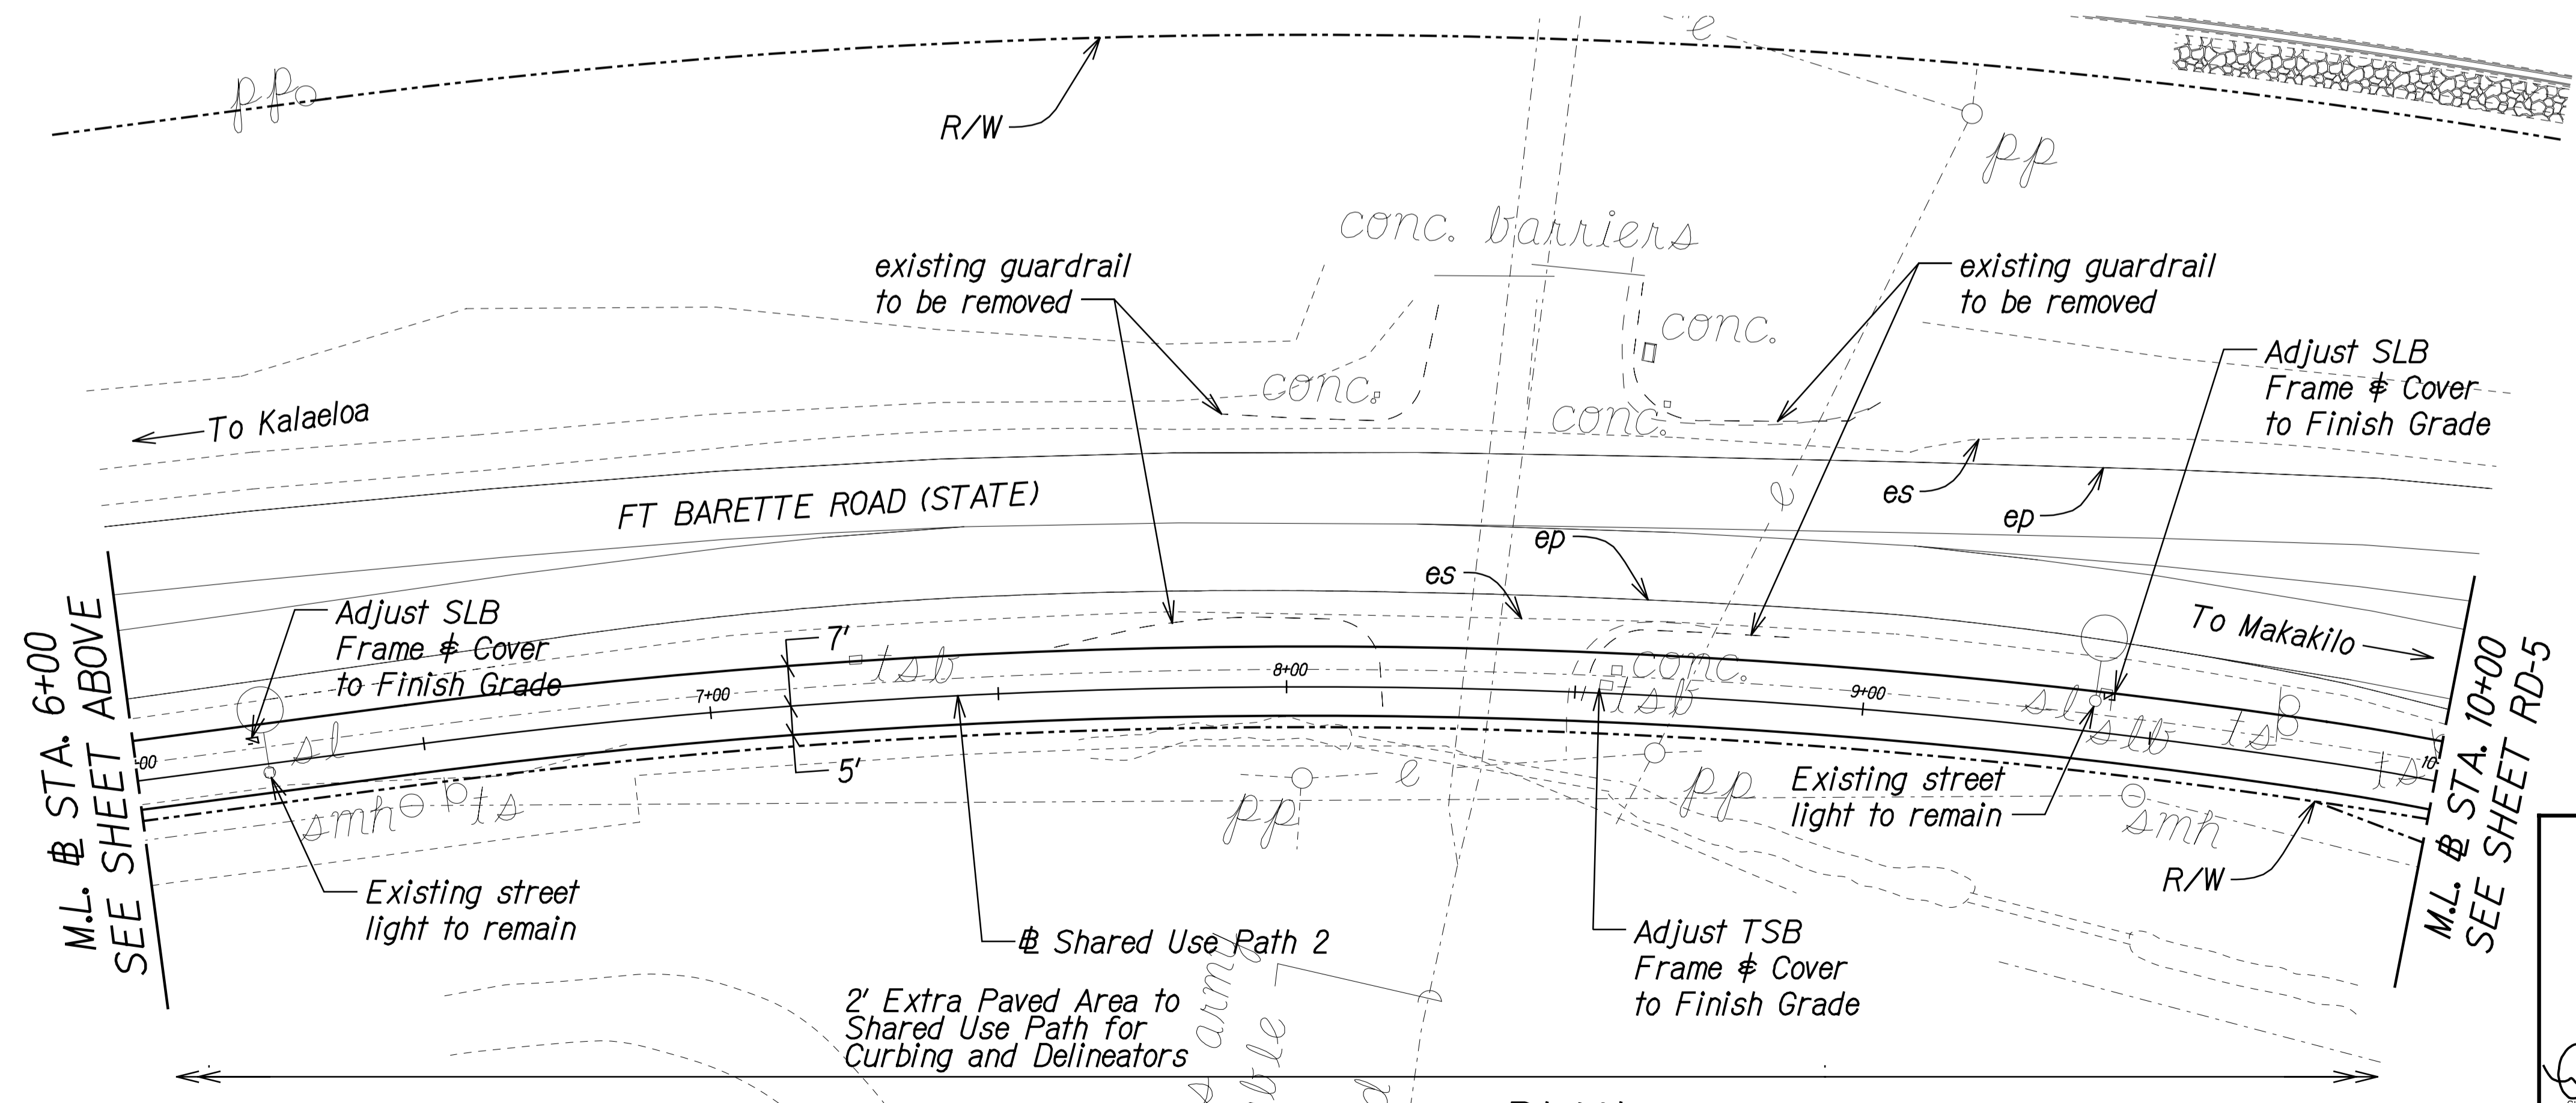 e
pp
R/W
pp
conc. barriers
existing guardrail
to be removed
existing guardrail
to be removed
conc.
Adjust SLB
Frame & Cover
to Finish Grade
conc.
conc.
To Kalaeloa
FT BARETTE ROAD (STATE)
e
es
ep
ep
es
Adjust SLB
Frame & Cover
to Finish Grade
7'
tsb
8+00
conc.
tsb
To Makakilo
7+00
9+00
sl
slb
tsb
ts
10
sl
00
5'
smh
ts
pp
e
pp
Existing street
light to remain
smh
R/W
M.L. ⅊ STA. 6+00
SEE SHEET ABOVE
M.L. ⅊ STA. 10+00
SEE SHEET RD-5
Existing street
light to remain
⅊ Shared Use Path 2
Adjust TSB
Frame & Cover
to Finish Grade
2' Extra Paved Area to
Shared Use Path for
Curbing and Delineators
army